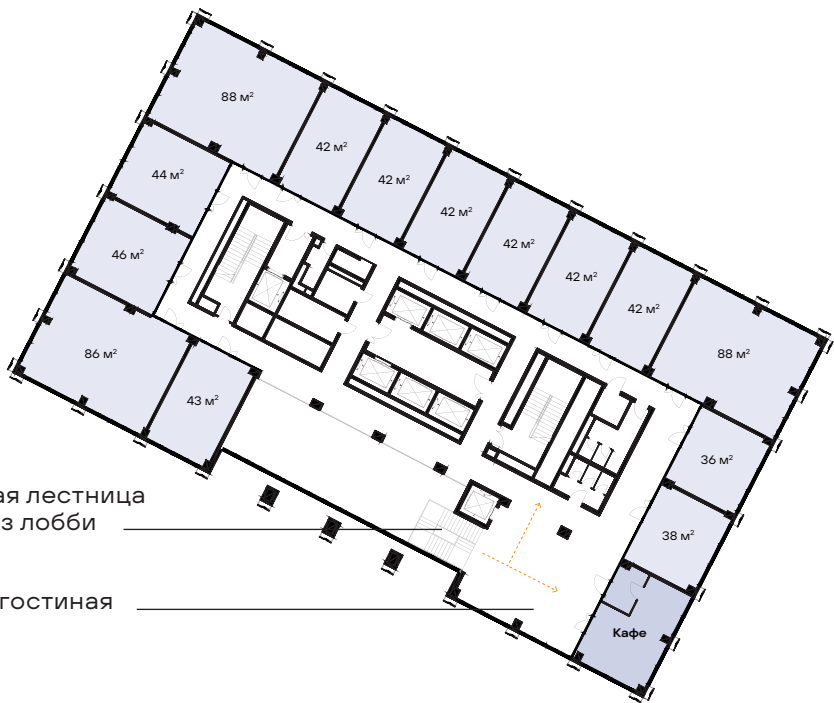 88 м²
42 м²
44 м²
42 м²
42 м²
46 м²
42 м²
42 м²
42 м²
86 м²
88 м²
43 м²
36 м²
ая лестница
з лобби
38 м²
гостиная
Кафе